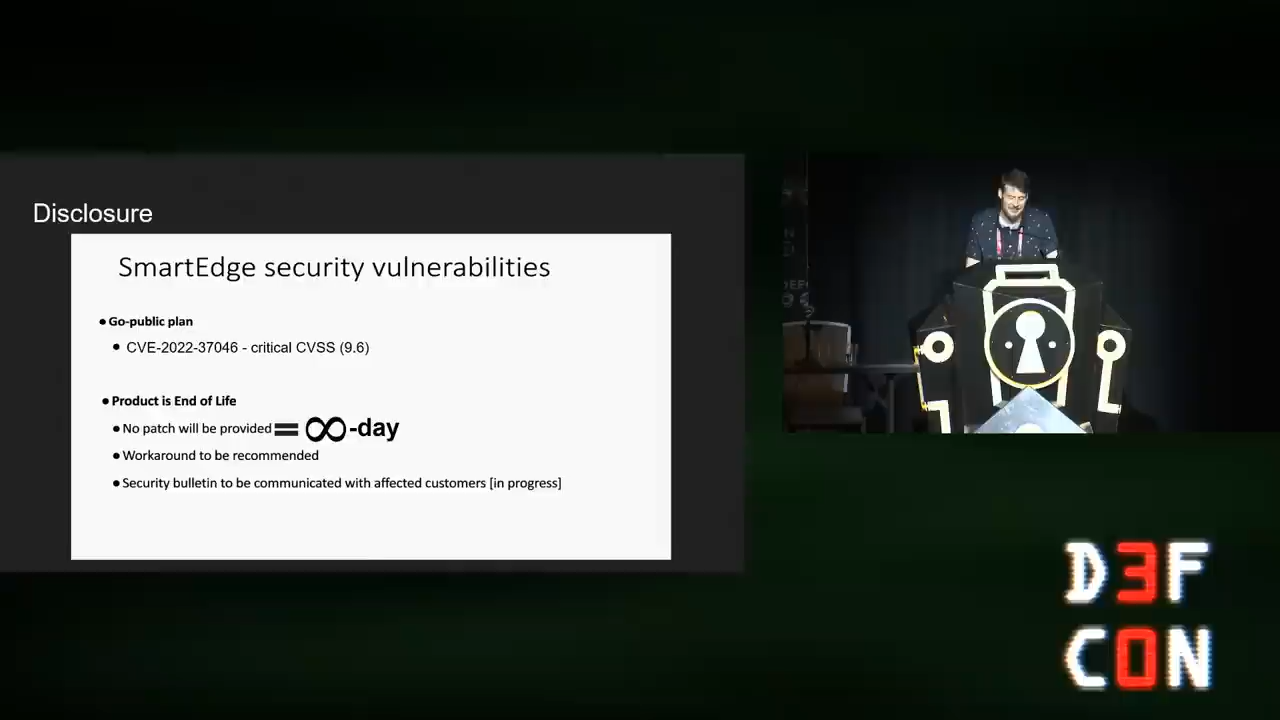 Disclosure
SmartEdge security vulnerabilities
● Go-public plan
● CVE-2022-37046 - critical CVSS (9.6)
● Product is End of Life
● No patch will be provided = ∞-day
● Workaround to be recommended
● Security bulletin to be communicated with affected customers [in progress]
D3F
C0N